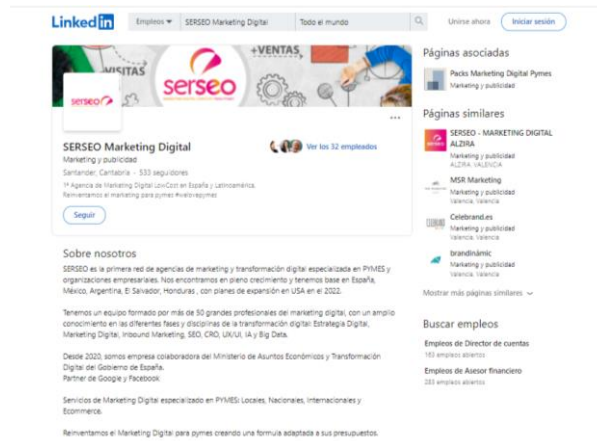 LinkedIn
Empleos
SERSEO Marketing Digital
Todo el mundo
Unirse ahora
Iniciar sesión
+VENTAS
VISITAS
serseo
serseo
SERSEO Marketing Digital
Marketing y publicidad
Santander, Cantabria - 533 seguidores
1ª Agencia de Marketing Digital LowCost en España y Latinoamerica.
Reinventamos el marketing para pymes #welovepymes
Ver los 32 empleados
Seguir
Sobre nosotros
SERSEO es la primera red de agencias de marketing y transformación digital especializada en PYMES y
organizaciones empresariales. Nos encontramos en pleno crecimiento y tenemos base en España,
México, Argentina, El Salvador, Honduras , con planes de expansión en USA en el 2022.
Tenemos un equipo formado por más de 50 grandes profesionales del marketing digital, con un amplio
conocimiento en las diferentes fases y disciplinas de la transformación digital: Estrategia Digital,
Marketing Digital, Inbound Marketing, SEO, CRO, UX/UI, IA y Big Data.
Desde 2020, somos empresa colaboradora del Ministerio de Asuntos Económicos y Transformación
Digital del Gobierno de España.
Partner de Google y Facebook
Servicios de Marketing Digital especializado en PYMES: Locales, Nacionales, Internacionales y
Ecommerce.
Reinventamos el Marketing Digital para pymes creando una formula adaptada a sus presupuestos.
Páginas asociadas
Packs Marketing Digital Pymes
Marketing y publicidad
Páginas similares
SERSEO - MARKETING DIGITAL
ALZIRA
Marketing y publicidad
ALZIRA, VALENCIA
MSR Marketing
Marketing y publicidad
Valencia, Valencia
Celebrand.es
Marketing y publicidad
Valencia, Valencia
brandinámic
Marketing y publicidad
Valencia, Valencia
Mostrar más páginas similares
Buscar empleos
Empleos de Director de cuentas
163 empleos abiertos
Empleos de Asesor financiero
283 empleos abiertos